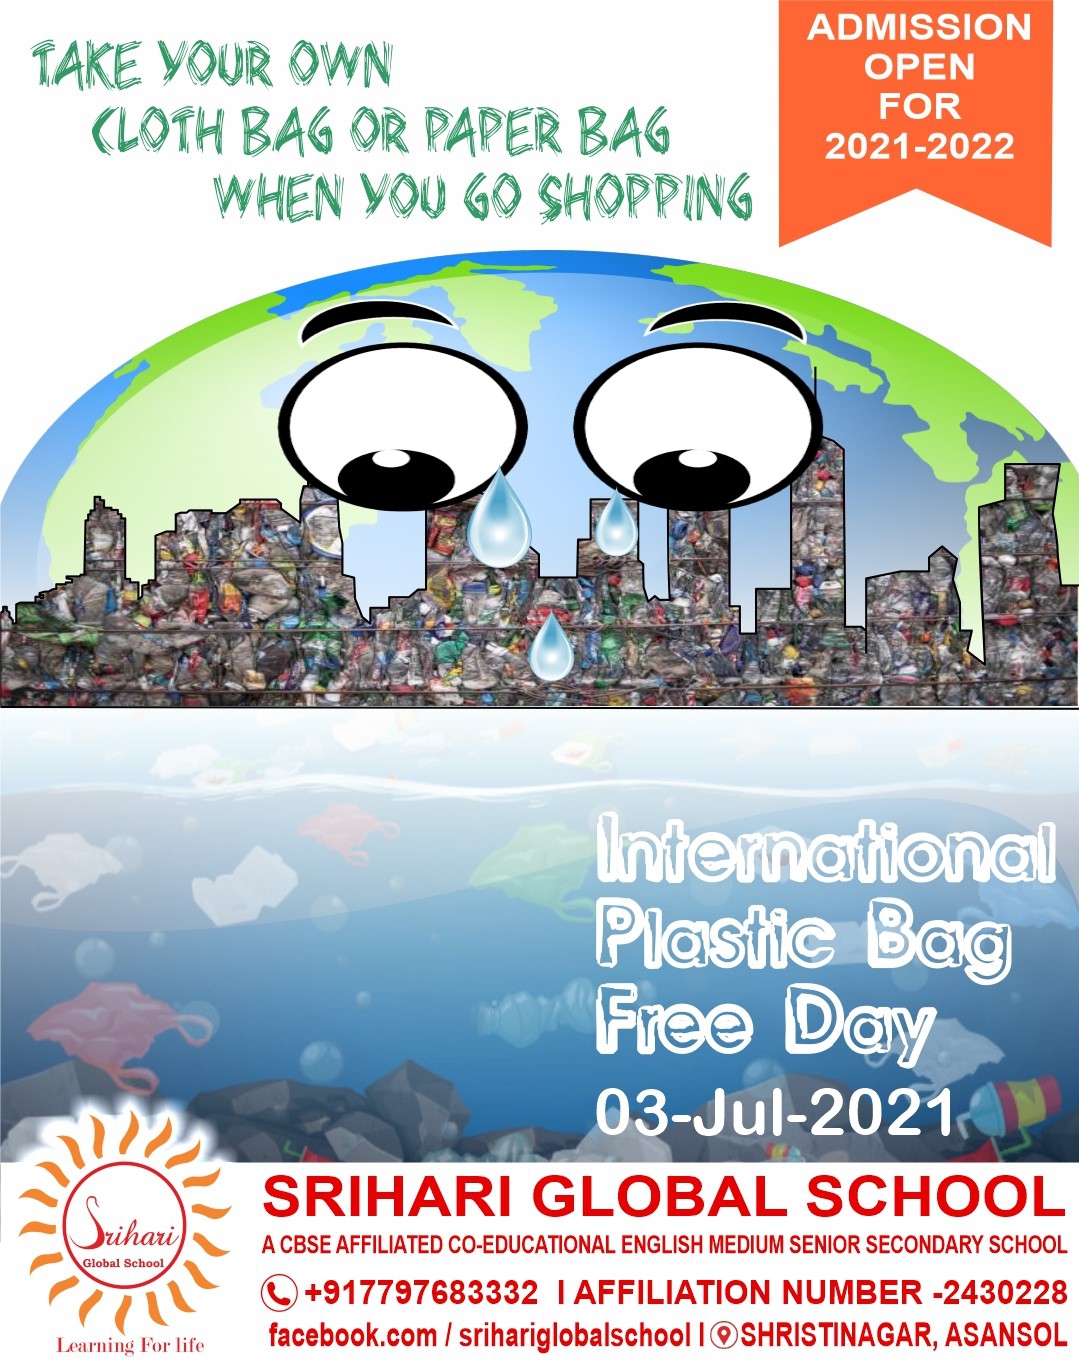 TAKE YOUR OWN
CLOTH BAG OR PAPER BAG
WHEN YOU GO SHOPPING
ADMISSION
OPEN
FOR
2021-2022
International
Plastic Bag
Free Day
03-Jul-2021
Srihari
Global School
Learning For life
SRIHARI GLOBAL SCHOOL
A CBSE AFFILIATED CO-EDUCATIONAL ENGLISH MEDIUM SENIOR SECONDARY SCHOOL
+917797683332 I AFFILIATION NUMBER -2430228
facebook.com / srihariglobalschool I SHRISTINAGAR, ASANSOL